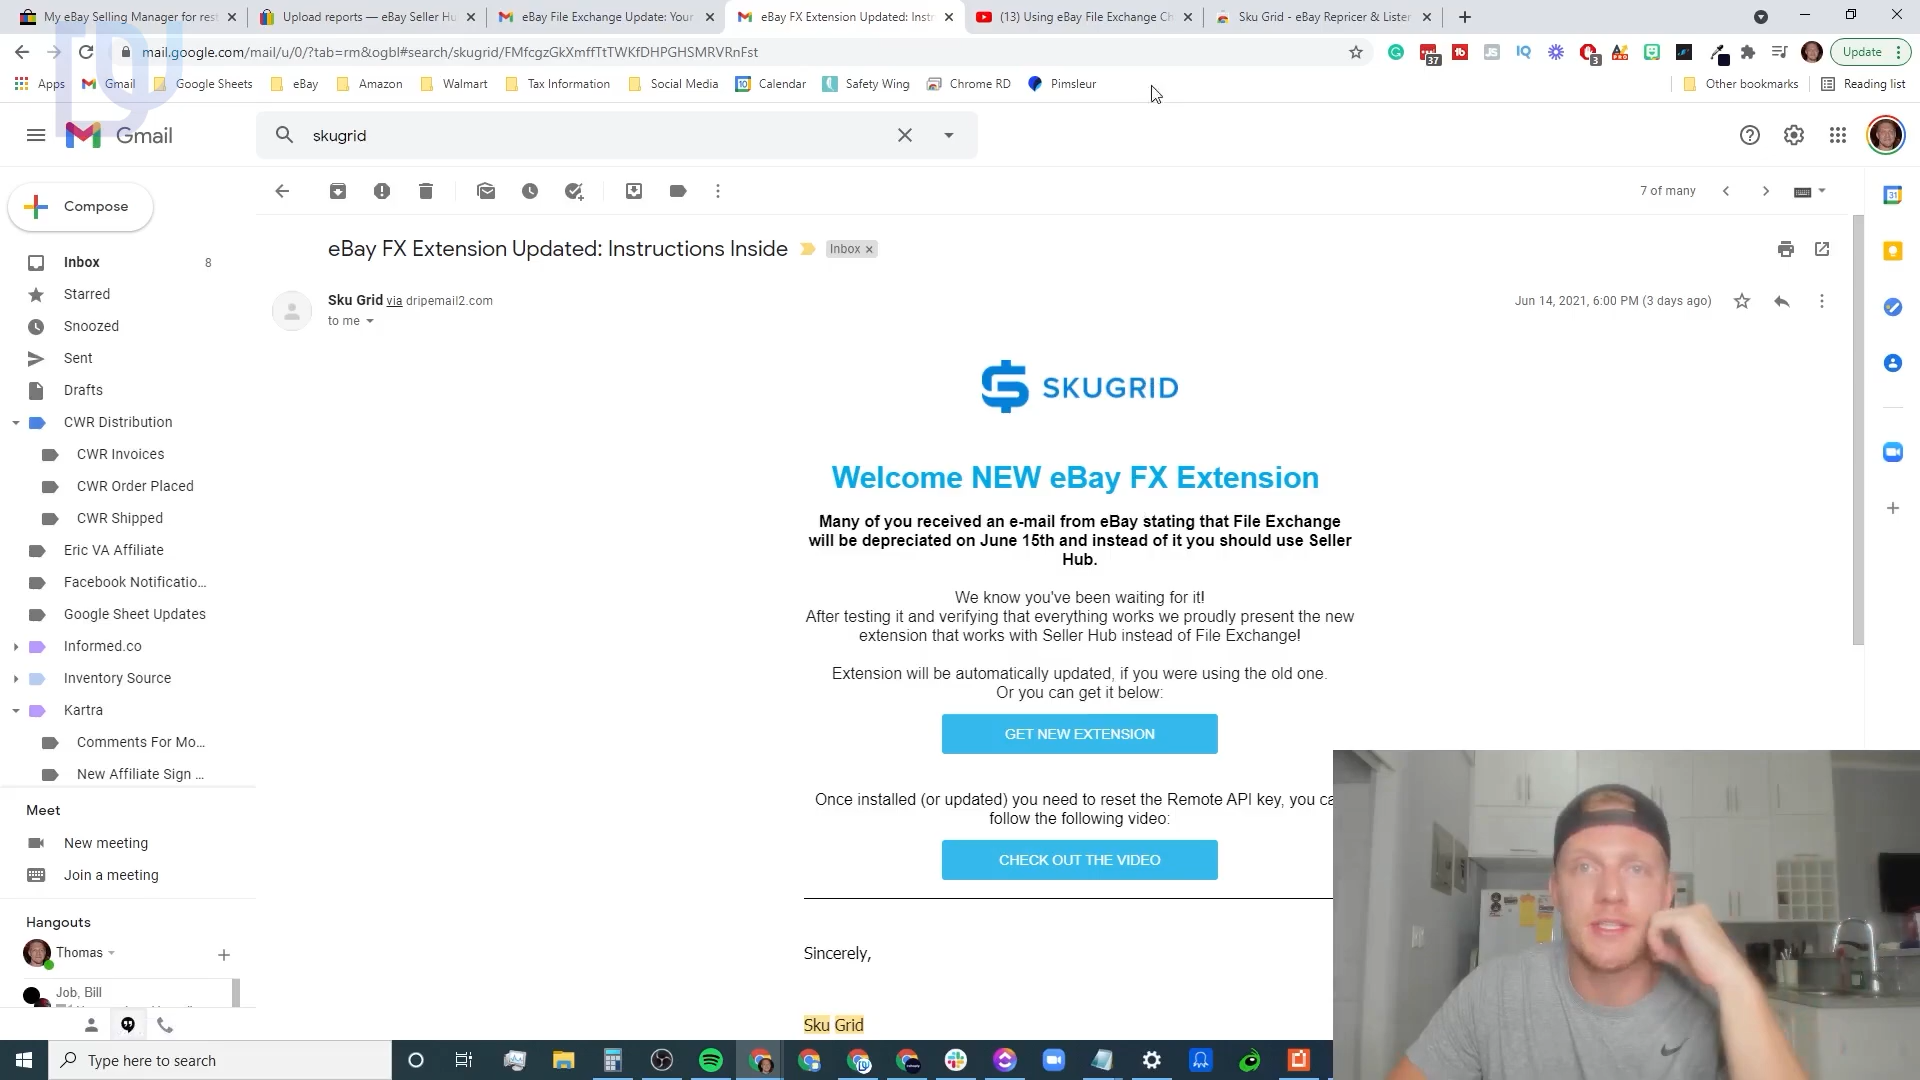 My eBay Selling Manager for rest
Upload reports — eBay Seller Hu
eBay File Exchange Update: Your
eBay FX Extension Updated: Instr
(13) Using eBay File Exchange Ch
Sku Grid - eBay Repricer & Lister
mail.google.com/mail/u/0/?tab=rm&ogbl#search/skugrid/FMfcgzGkXmffTtTWKfDHPGHSMRVRnFst
37
3
Update
Apps
Gmail
Google Sheets
eBay
Amazon
Walmart
Tax Information
Social Media
Calendar
Safety Wing
Chrome RD
Pimsleur
Other bookmarks
Reading list
Gmail
skugrid
Compose
7 of many
Inbox 8
Starred
Snoozed
Sent
Drafts
CWR Distribution
CWR Invoices
CWR Order Placed
CWR Shipped
Eric VA Affiliate
Facebook Notificatio...
Google Sheet Updates
Informed.co
Inventory Source
Kartra
Comments For Mo...
New Affiliate Sign ...
Meet
New meeting
Join a meeting
Hangouts
Thomas
Job, Bill
eBay FX Extension Updated: Instructions Inside
Inbox x
Sku Grid via dripemail2.com
to me
Jun 14, 2021, 6:00 PM (3 days ago)
SKUGRID
Welcome NEW eBay FX Extension
Many of you received an e-mail from eBay stating that File Exchange
will be depreciated on June 15th and instead of it you should use Seller
Hub.
We know you've been waiting for it!
After testing it and verifying that everything works we proudly present the new
extension that works with Seller Hub instead of File Exchange!
Extension will be automatically updated, if you were using the old one.
Or you can get it below:
GET NEW EXTENSION
Once installed (or updated) you need to reset the Remote API key, you ca
follow the following video:
CHECK OUT THE VIDEO
Sincerely,
Sku Grid
31
Type here to search